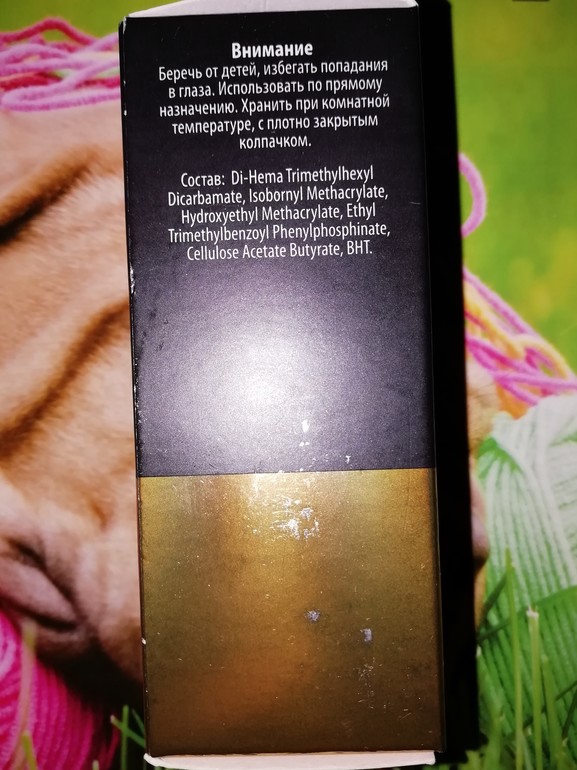 Внимание
Беречь от детей, избегать попадания
в глаза. Использовать по прямому
назначению. Хранить при комнатной
температуре, с плотно закрытым
колпачком.
Состав: Di-Hema Trimethylhexyl
Dicarbamate, Isobornyl Methacrylate,
Hydroxyethyl Methacrylate, Ethyl
Trimethylbenzoyl Phenylphosphinate,
Cellulose Acetate Butyrate, BHT.